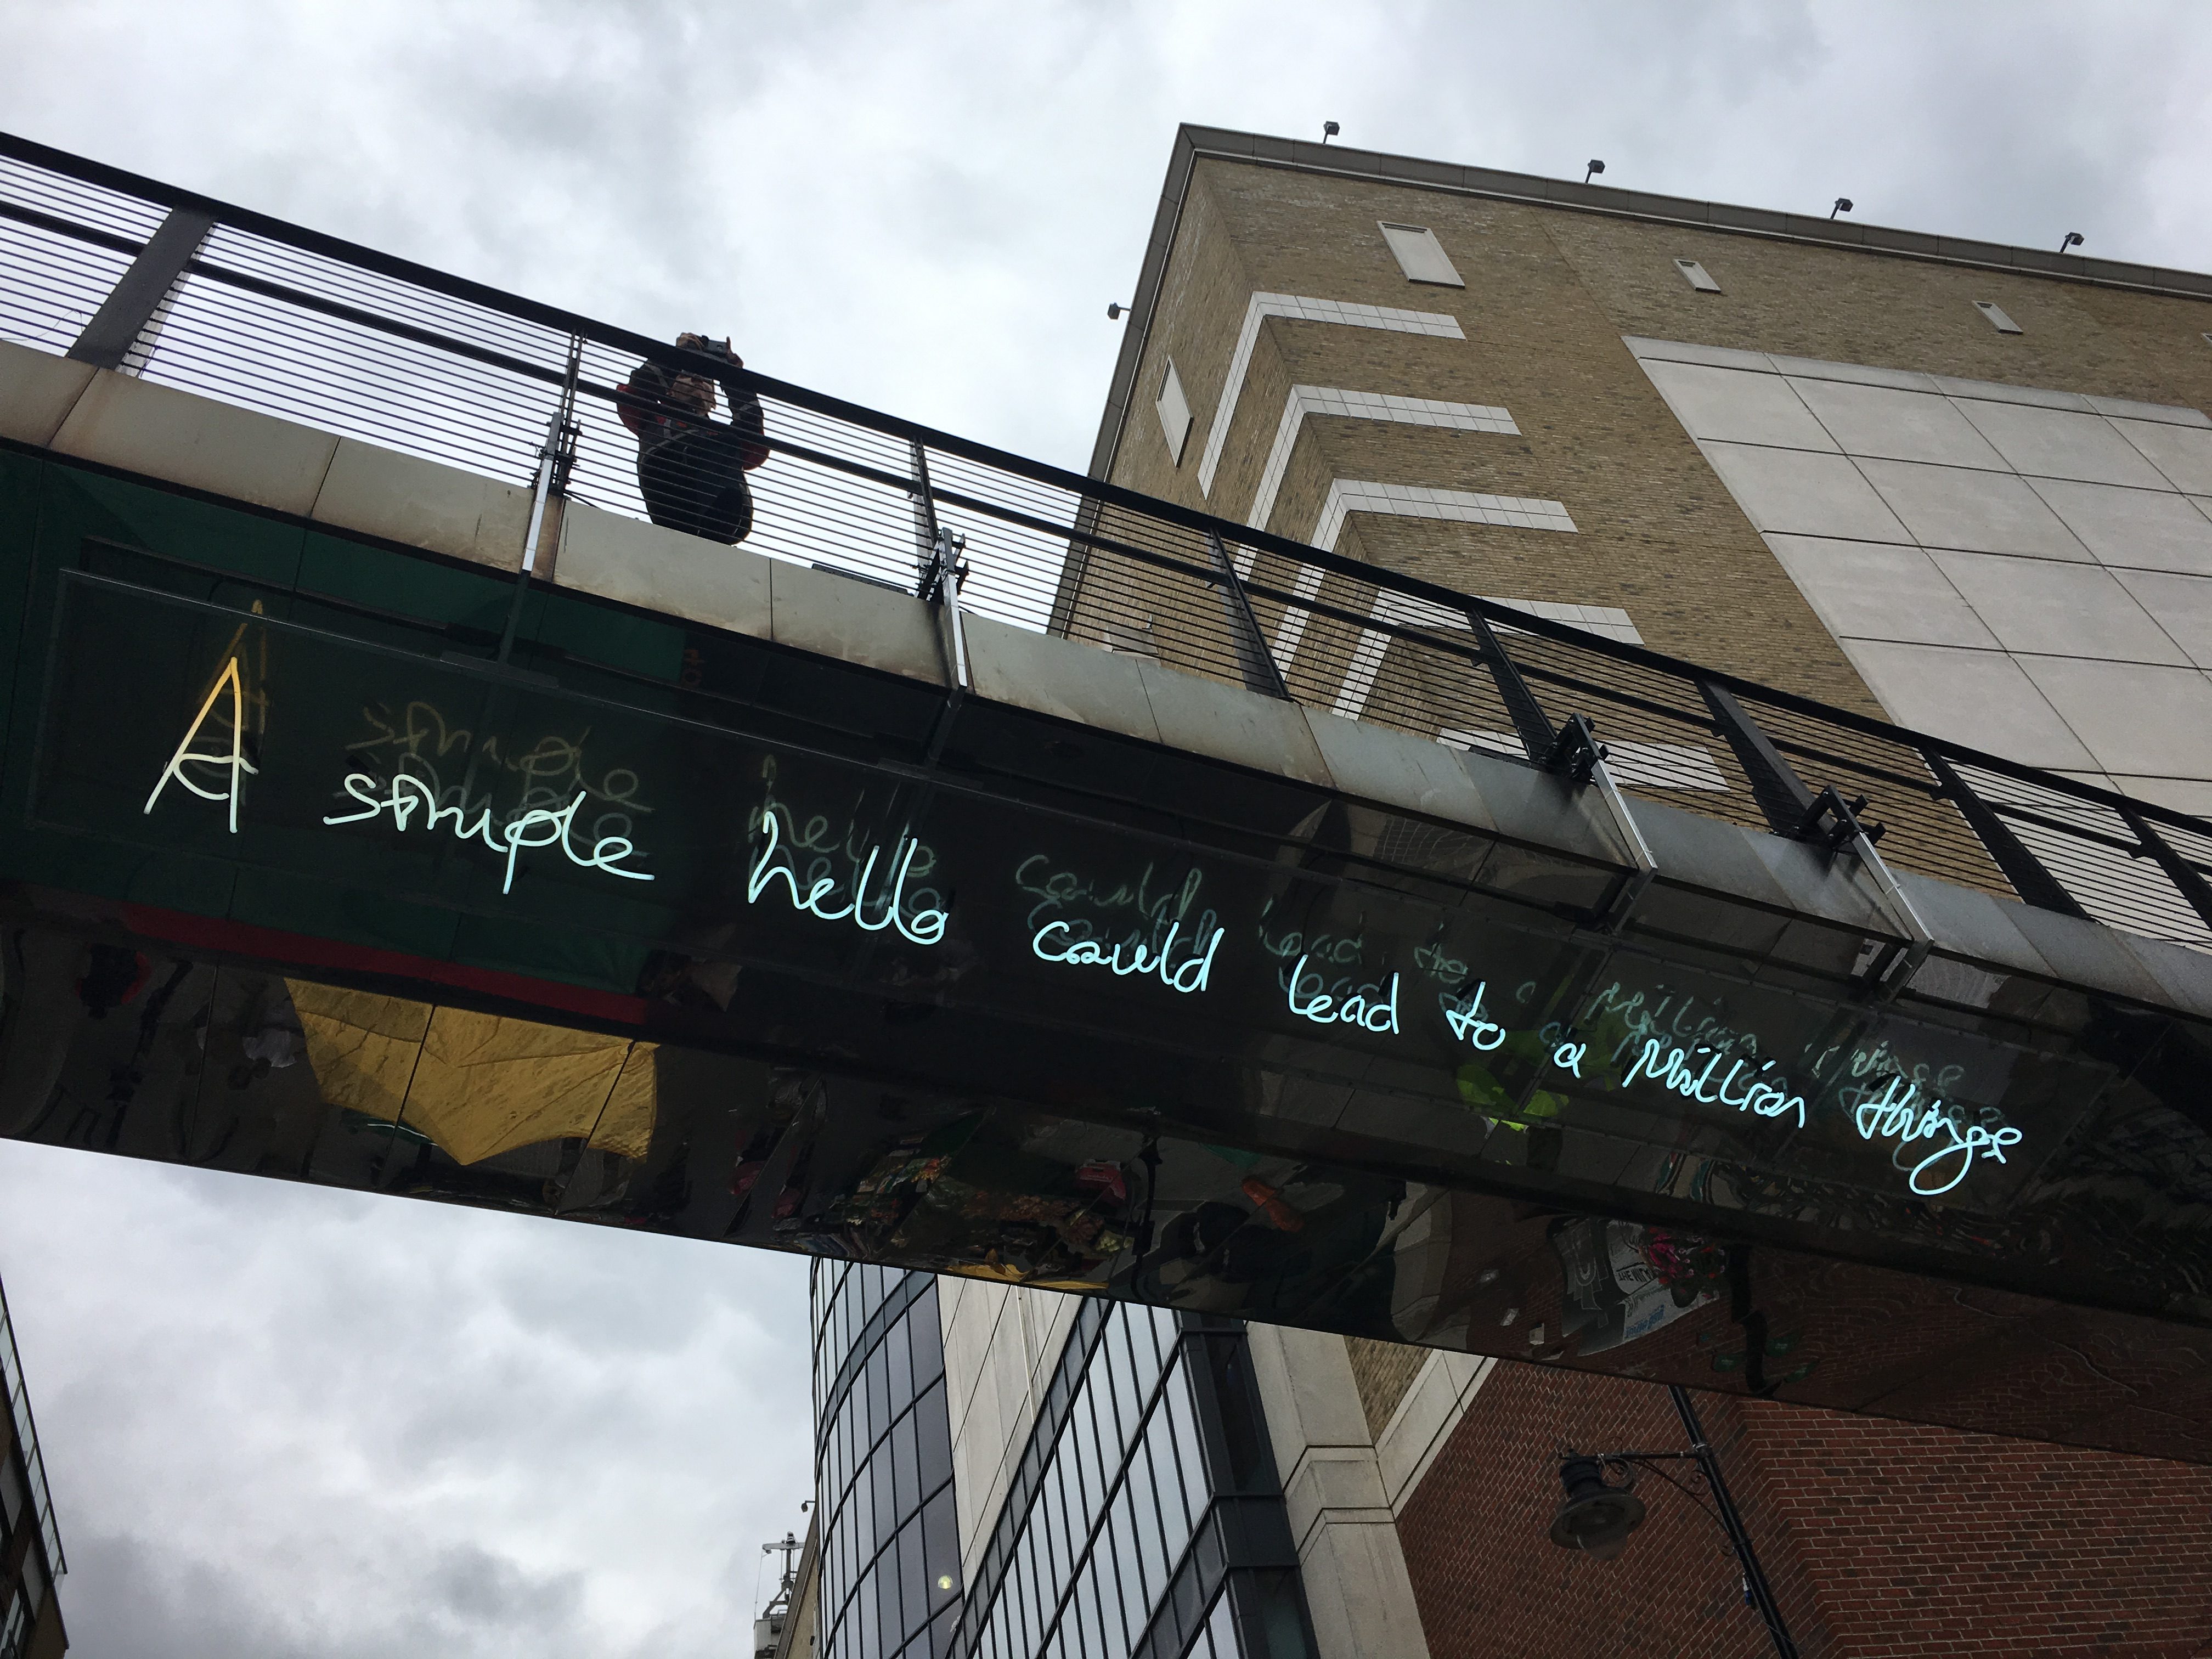 A simple hello could lead to a million things